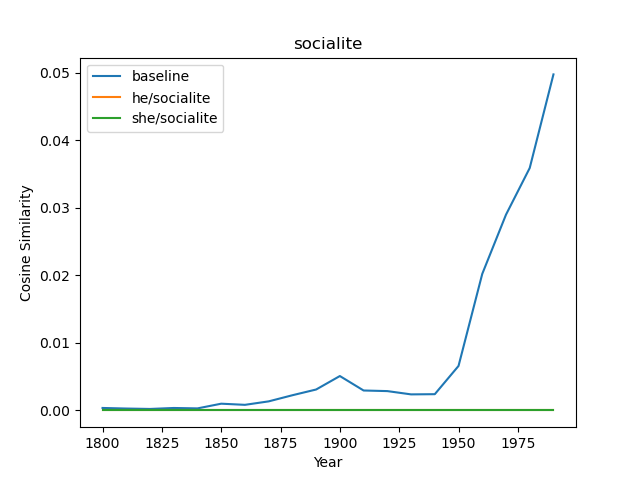 socialite
baseline
he/socialite
she/socialite
0.05
0.04
0.03
0.02
0.01
0.00
Cosine Similarity
1800 1825 1850 1875 1900 1925 1950 1975
Year